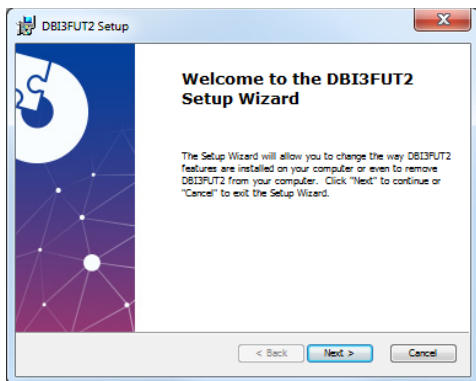 DBI3FUT2 Setup
Welcome to the DBI3FUT2
Setup Wizard
The Setup Wizard will allow you to change the way DBI3FUT2
features are installed on your computer or even to remove
DBI3FUT2 from your computer. Click "Next" to continue or
"Cancel" to exit the Setup Wizard.
< Back Next > Cancel